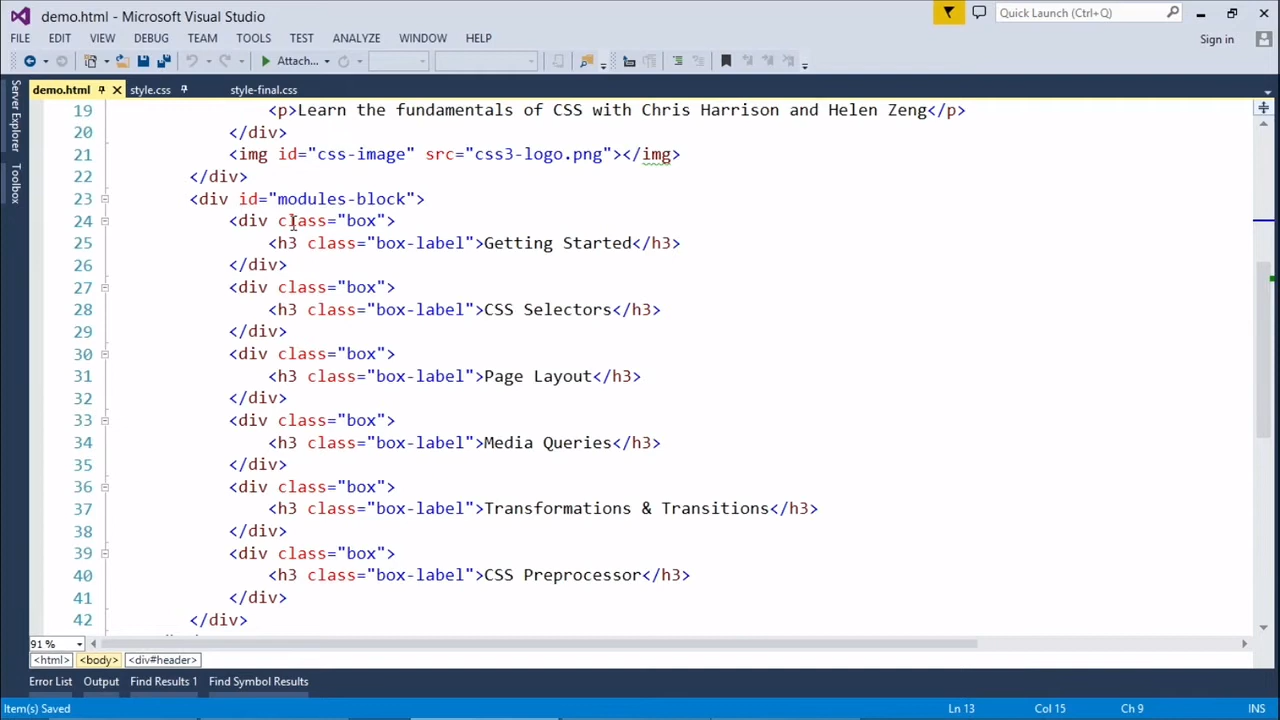 demo.html - Microsoft Visual Studio
Quick Launch (Ctrl+Q)
FILE EDIT VIEW DEBUG TEAM TOOLS TEST ANALYZE WINDOW HELP
Sign in
Attach...
Server Explorer
Toolbox
demo.html style.css style-final.css
19 <p>Learn the fundamentals of CSS with Chris Harrison and Helen Zeng</p>
20 </div>
21 <img id="css-image" src="css3-logo.png"></img>
22 </div>
23 <div id="modules-block">
24 <div class="box">
25 <h3 class="box-label">Getting Started</h3>
26 </div>
27 <div class="box">
28 <h3 class="box-label">CSS Selectors</h3>
29 </div>
30 <div class="box">
31 <h3 class="box-label">Page Layout</h3>
32 </div>
33 <div class="box">
34 <h3 class="box-label">Media Queries</h3>
35 </div>
36 <div class="box">
37 <h3 class="box-label">Transformations & Transitions</h3>
38 </div>
39 <div class="box">
40 <h3 class="box-label">CSS Preprocessor</h3>
41 </div>
42 </div>
91 %
<html> <body> <div#header>
Error List Output Find Results 1 Find Symbol Results
Item(s) Saved Ln 13 Col 15 Ch 9 INS